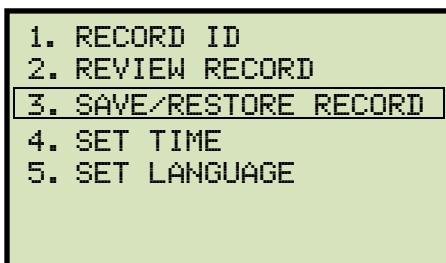 1. RECORD ID
2. REVIEW RECORD
3. SAVE/RESTORE RECORD
4. SET TIME
5. SET LANGUAGE